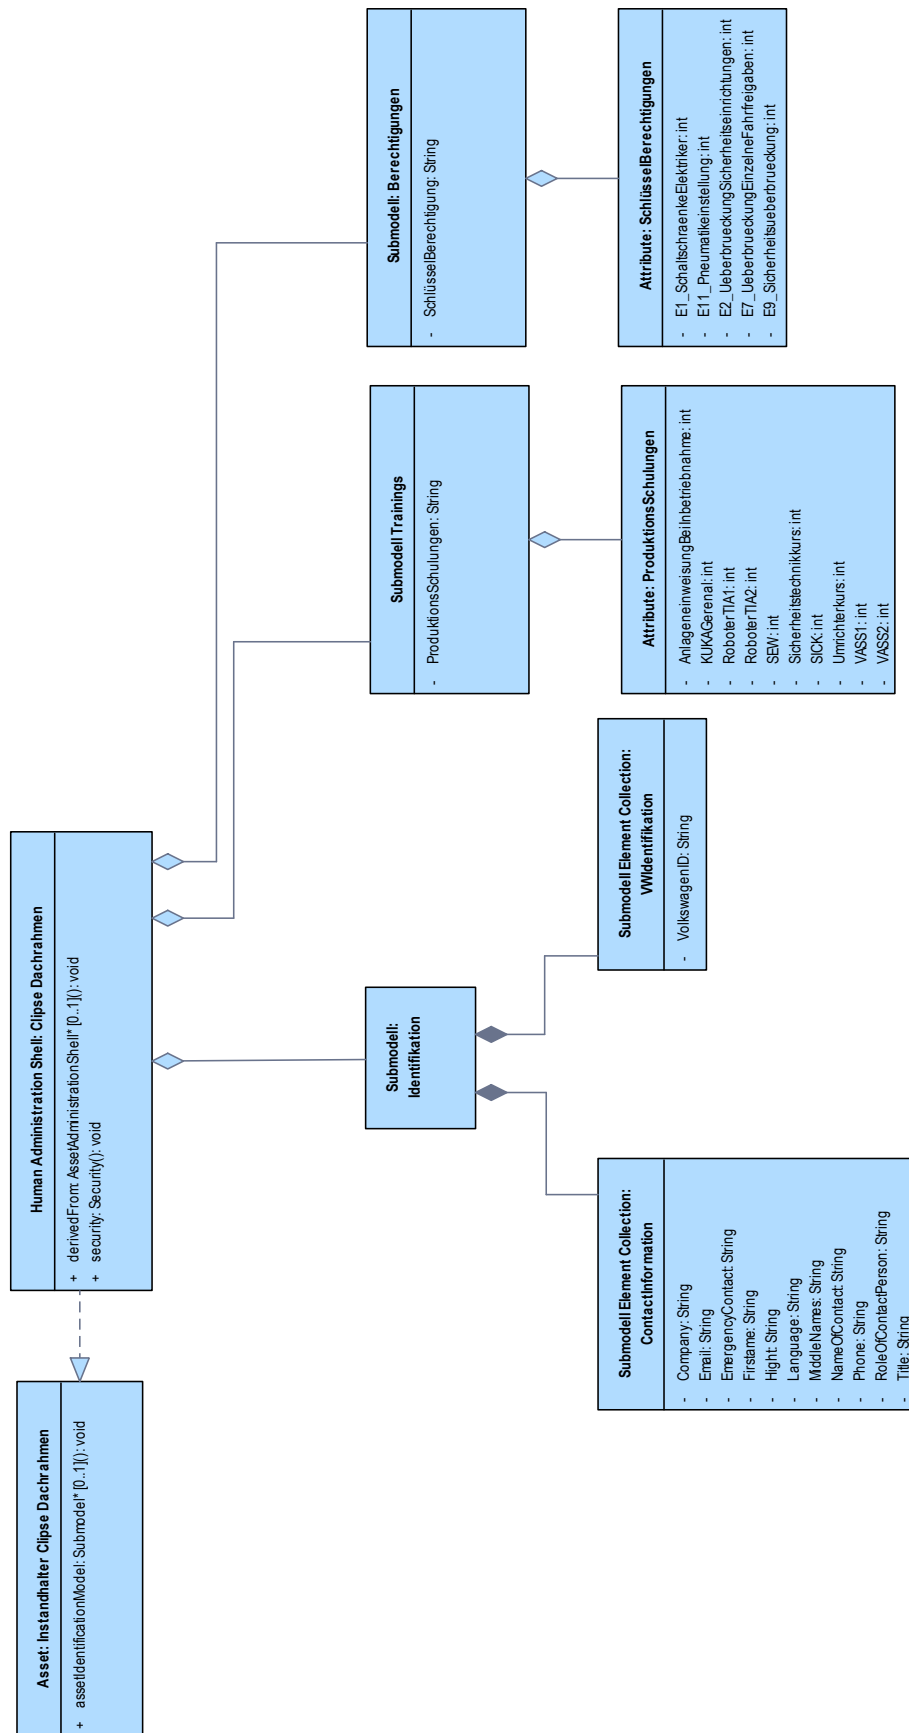 Asset: Instandhalter Clipse Dachrahmen
+ assetIdentificationModel: Submodel* [0..1](): void
Human Administration Shell: Clipse Dachrahmen
+ derivedFrom: AssetAdministrationShell* [0..1](): void
+ security: Security(): void
Submodell:
Identifikation
Submodell Trainings
- ProduktionsSchulungen: String
Submodell: Berechtigungen
- SchlüsselBerechtigung: String
Submodell Element Collection:
ContactInformation
- Company: String
- Email: String
- EmergencyContact: String
- Firstame: String
- Hight: String
- Language: String
- MiddleNames: String
- NameOfContact: String
- Phone: String
- RoleOfContactPerson: String
- Title: String
Submodell Element Collection:
VWIdentifikation
- VolkswagenID: String
Attribute: ProduktionsSchulungen
- AnlageneinweisungBeiInbetriebnahme: int
- KUKAGerenal: int
- RoboterTIA1: int
- RoboterTIA2: int
- SEW: int
- Sicherheitstechnikkurs: int
- SICK: int
- Umrichterkurs: int
- VASS1: int
- VASS2: int
Attribute: SchlüsselBerechtigungen
- E1_SchaltschraenkeElektriker: int
- E11_Pneumatikeinstellung: int
- E2_UeberbrueckungSicherheitseinrichtungen: int
- E7_UeberbrueckungEinzelneFahrfreigaben: int
- E9_Sicherheitsueberbrueckung: int